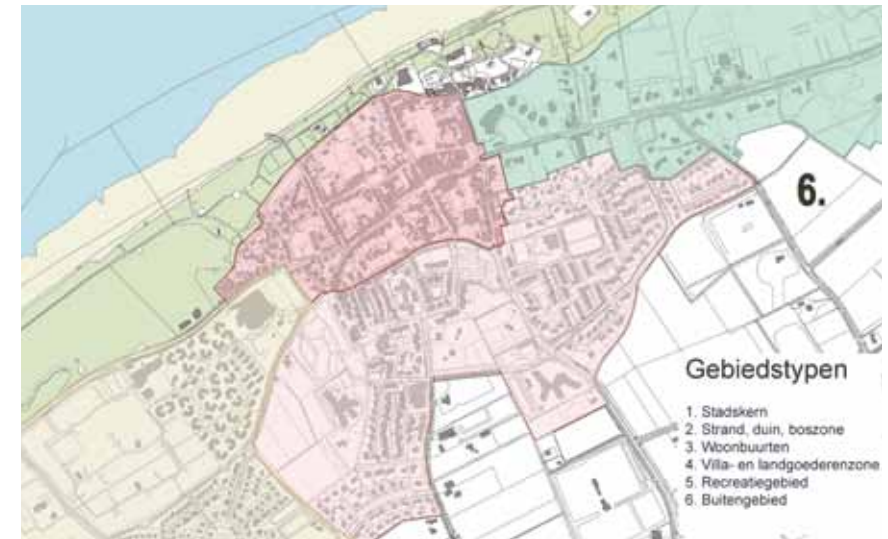 6.
Gebiedstypen
1. Stadskern
2. Strand, duin, boszone
3. Woonbuurten
4. Villa- en landgoederenzone
5. Recreatiegebied
6. Buitengebied